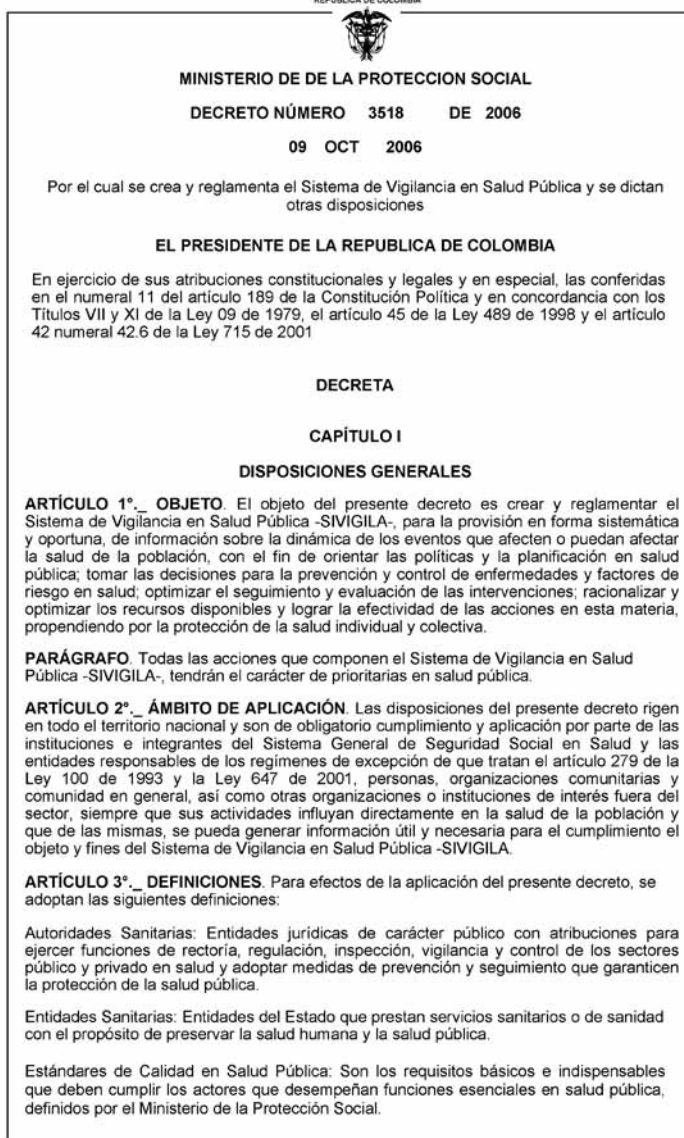 REPUBLICA DE COLOMBIA
MINISTERIO DE DE LA PROTECCION SOCIAL
DECRETO NÚMERO 3518 DE 2006
09 OCT 2006
Por el cual se crea y reglamenta el Sistema de Vigilancia en Salud Pública y se dictan
otras disposiciones
EL PRESIDENTE DE LA REPUBLICA DE COLOMBIA
En ejercicio de sus atribuciones constitucionales y legales y en especial, las conferidas
en el numeral 11 del artículo 189 de la Constitución Política y en concordancia con los
Títulos VII y XI de la Ley 09 de 1979, el artículo 45 de la Ley 489 de 1998 y el artículo
42 numeral 42.6 de la Ley 715 de 2001
DECRETA
CAPÍTULO I
DISPOSICIONES GENERALES
ARTÍCULO 1°._ OBJETO. El objeto del presente decreto es crear y reglamentar el
Sistema de Vigilancia en Salud Pública -SIVIGILA-, para la provisión en forma sistemática
y oportuna, de información sobre la dinámica de los eventos que afecten o puedan afectar
la salud de la población, con el fin de orientar las políticas y la planificación en salud
pública; tomar las decisiones para la prevención y control de enfermedades y factores de
riesgo en salud; optimizar el seguimiento y evaluación de las intervenciones; racionalizar y
optimizar los recursos disponibles y lograr la efectividad de las acciones en esta materia,
propendiendo por la protección de la salud individual y colectiva.
PARÁGRAFO. Todas las acciones que componen el Sistema de Vigilancia en Salud
Pública -SIVIGILA-, tendrán el carácter de prioritarias en salud pública.
ARTÍCULO 2°._ ÁMBITO DE APLICACIÓN. Las disposiciones del presente decreto rigen
en todo el territorio nacional y son de obligatorio cumplimiento y aplicación por parte de las
instituciones e integrantes del Sistema General de Seguridad Social en Salud y las
entidades responsables de los regímenes de excepción de que tratan el artículo 279 de la
Ley 100 de 1993 y la Ley 647 de 2001, personas, organizaciones comunitarias y
comunidad en general, así como otras organizaciones o instituciones de interés fuera del
sector, siempre que sus actividades influyan directamente en la salud de la población y
que de las mismas, se pueda generar información útil y necesaria para el cumplimiento el
objeto y fines del Sistema de Vigilancia en Salud Pública -SIVIGILA.
ARTÍCULO 3°._ DEFINICIONES. Para efectos de la aplicación del presente decreto, se
adoptan las siguientes definiciones:
Autoridades Sanitarias: Entidades jurídicas de carácter público con atribuciones para
ejercer funciones de rectoría, regulación, inspección, vigilancia y control de los sectores
público y privado en salud y adoptar medidas de prevención y seguimiento que garanticen
la protección de la salud pública.
Entidades Sanitarias: Entidades del Estado que prestan servicios sanitarios o de sanidad
con el propósito de preservar la salud humana y la salud pública.
Estándares de Calidad en Salud Pública: Son los requisitos básicos e indispensables
que deben cumplir los actores que desempeñan funciones esenciales en salud pública,
definidos por el Ministerio de la Protección Social.